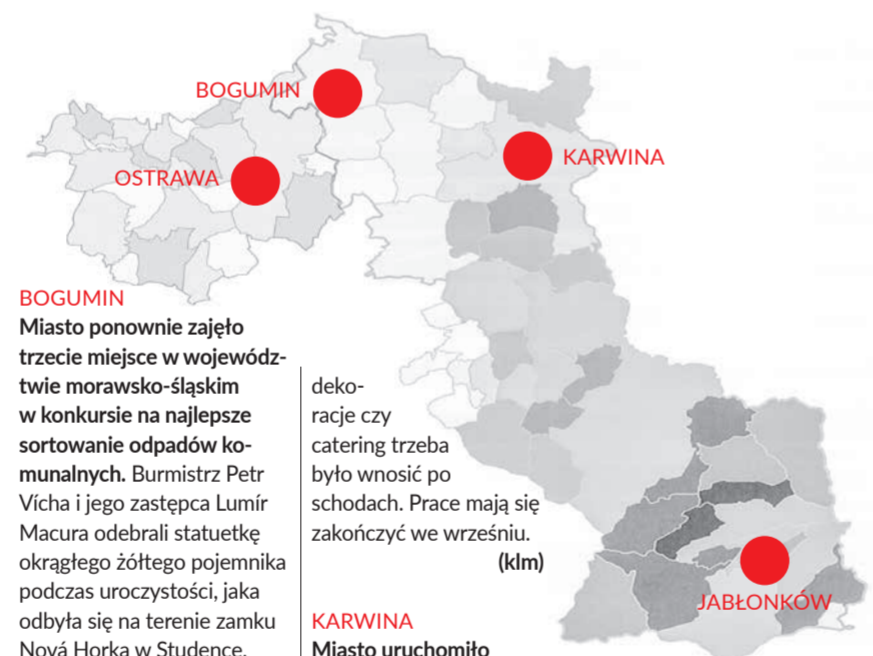 BOGUMIN
OSTRAWA
KARWINA
JABŁONKÓW
BOGUMIN
Miasto ponownie zajęło
trzecie miejsce w wojewódz-
twie morawsko-śląskim
w konkursie na najlepsze
sortowanie odpadów ko-
munalnych. Burmistrz Petr
Vícha i jego zastępca Lumír
Macura odebrali statuetkę
okrągłego żółtego pojemnika
podczas uroczystości, jaka
odbyła się na terenie zamku
Nová Horka w Studence.
deko-
racje czy
catering trzeba
było wnosić po
schodach. Prace mają się
zakończyć we wrześniu.
(klm)
KARWINA
Miasto uruchomiło